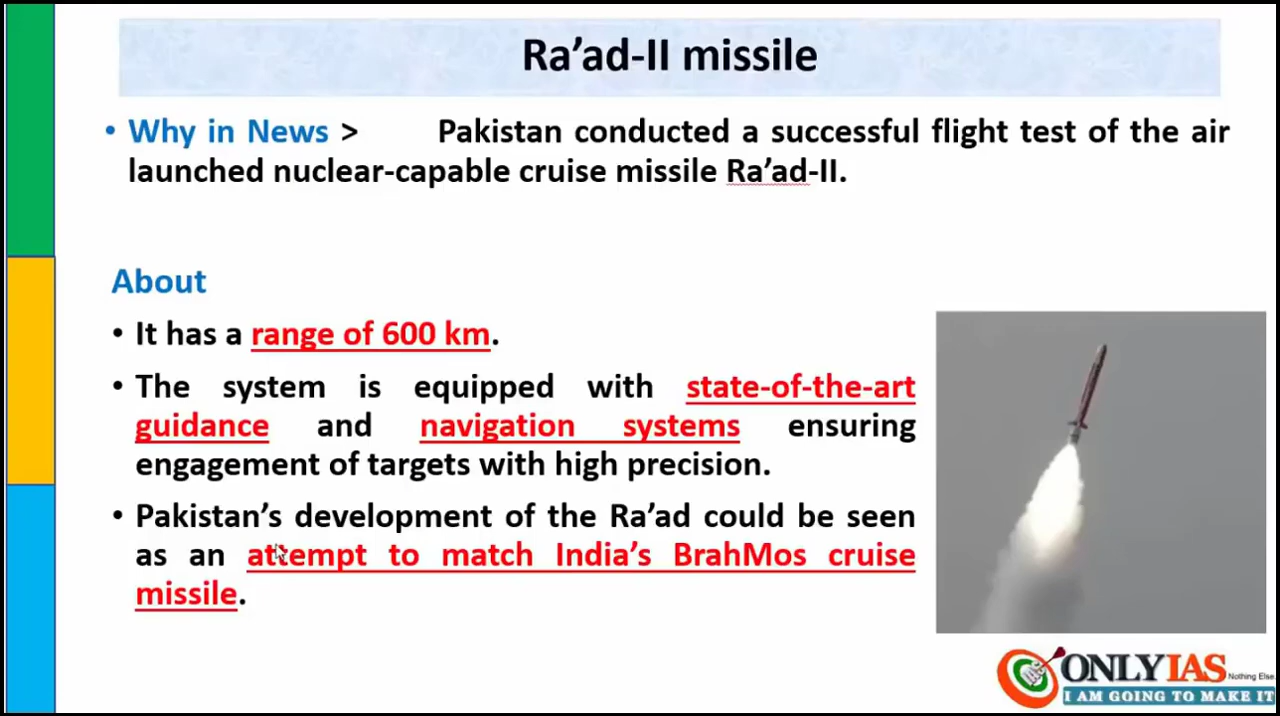 Ra’ad-II missile
• Why in News > Pakistan conducted a successful flight test of the air
launched nuclear-capable cruise missile Ra’ad-II.
About
• It has a range of 600 km.
• The system is equipped with state-of-the-art
guidance and navigation systems ensuring
engagement of targets with high precision.
• Pakistan’s development of the Ra’ad could be seen
as an attempt to match India’s BrahMos cruise
missile.
ONLYIAS
Nothing Else.
I AM GOING TO MAKE IT